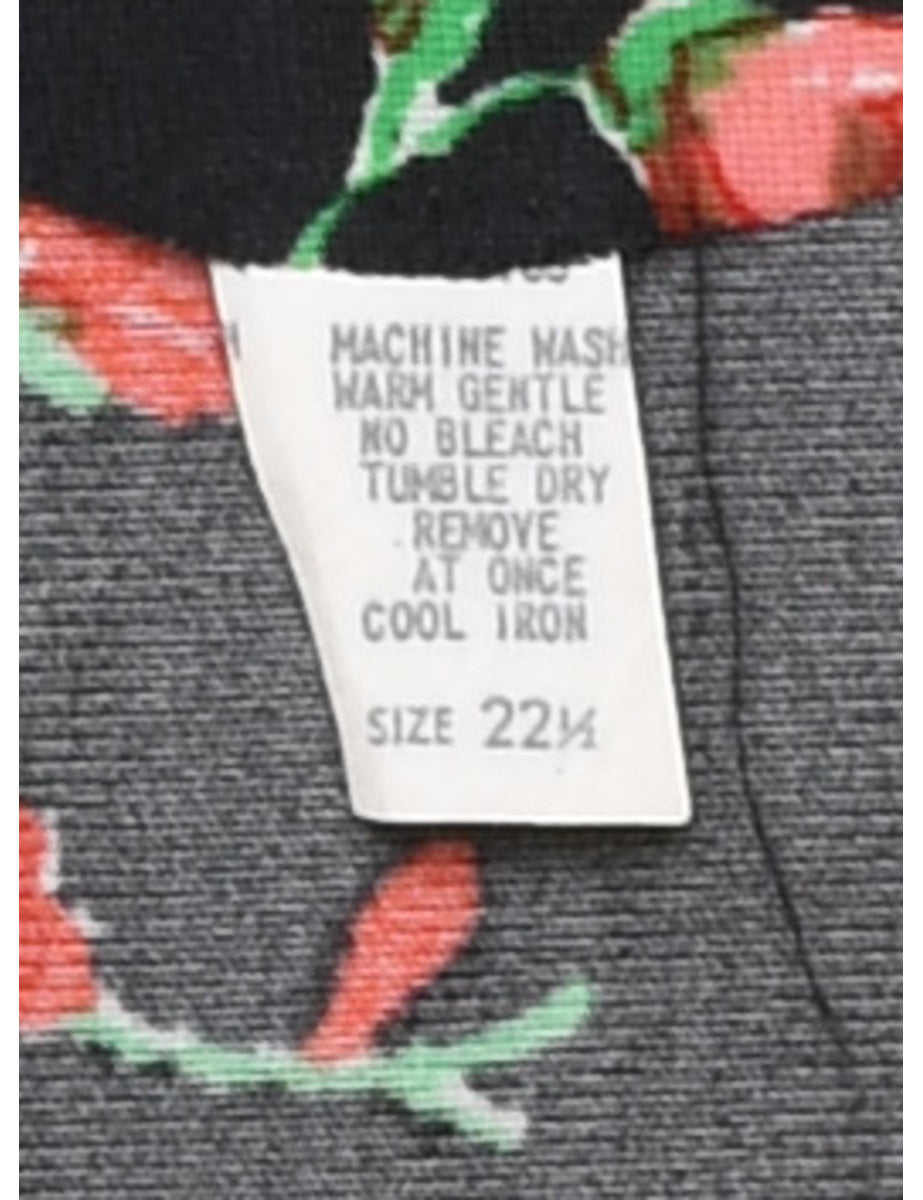 MACHINE WASH
WARM GENTLE
NO BLEACH
TUMBLE DRY
REMOVE
AT ONCE
COOL IRON
SIZE 22½